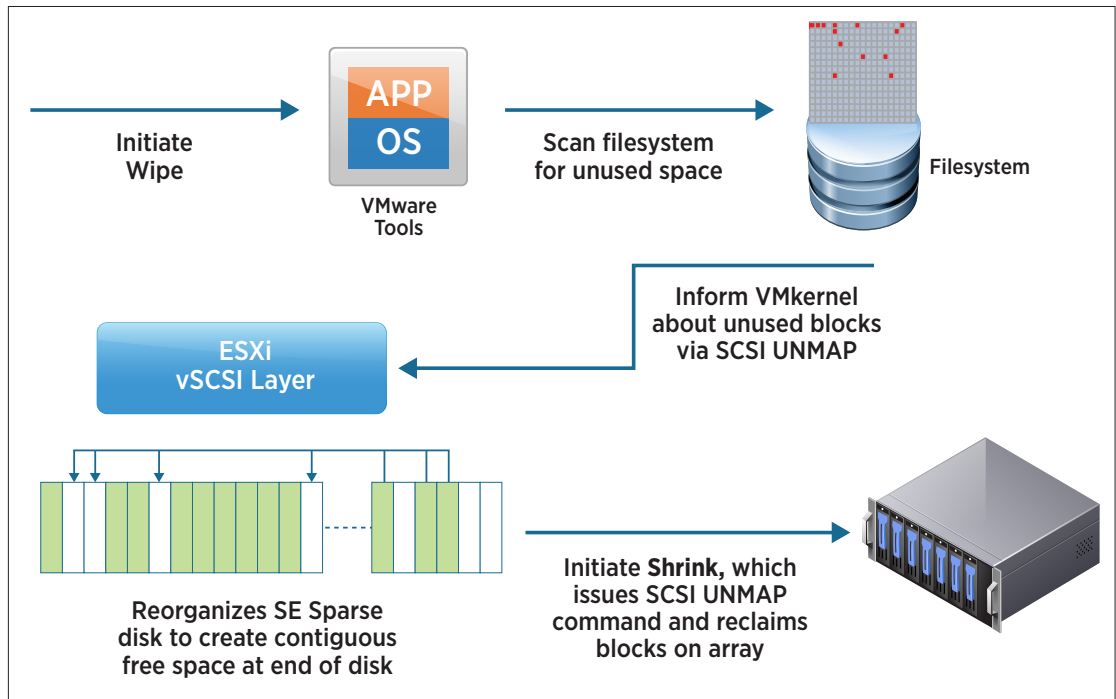 Initiate
Wipe
APP
OS
VMware
Tools
Scan filesystem
for unused space
Filesystem
Inform VMkernel
about unused blocks
via SCSI UNMAP
ESXi
vSCSI Layer
Reorganizes SE Sparse
disk to create contiguous
free space at end of disk
Initiate Shrink, which
issues SCSI UNMAP
command and reclaims
blocks on array